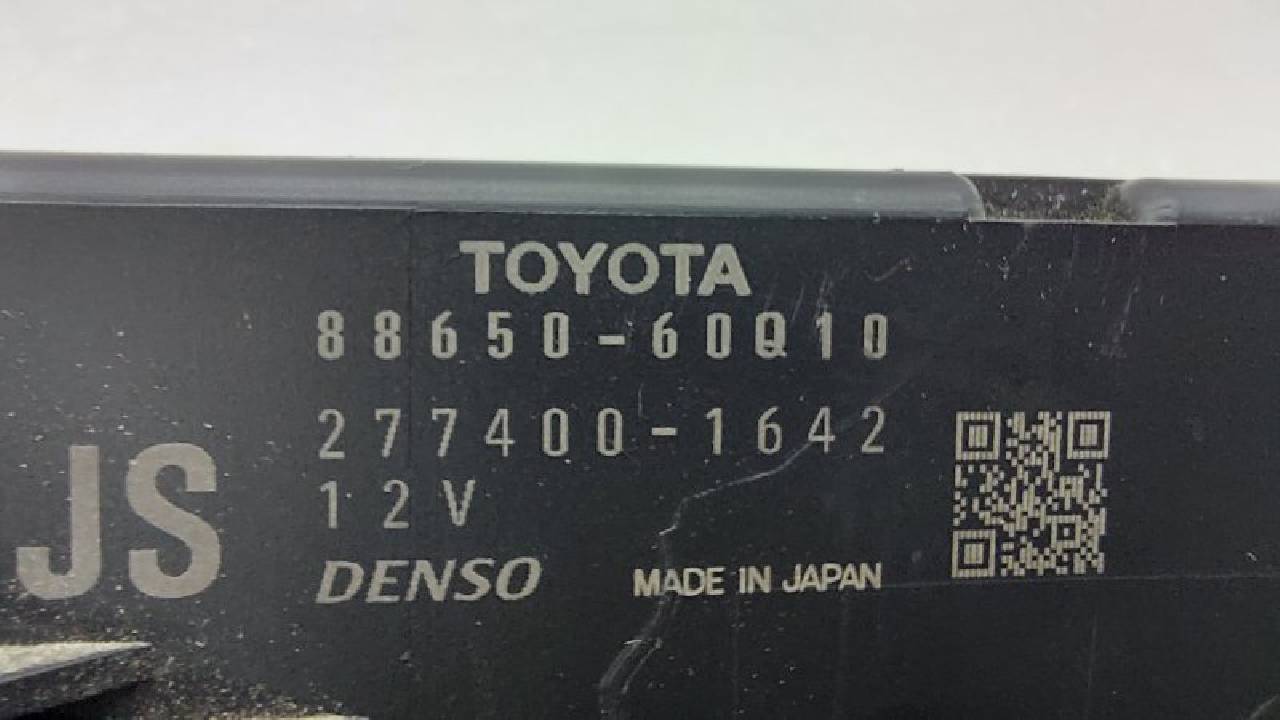 TOYOTA
88650-60Q10
277400-1642
12V
JS
DENSO
MADE IN JAPAN